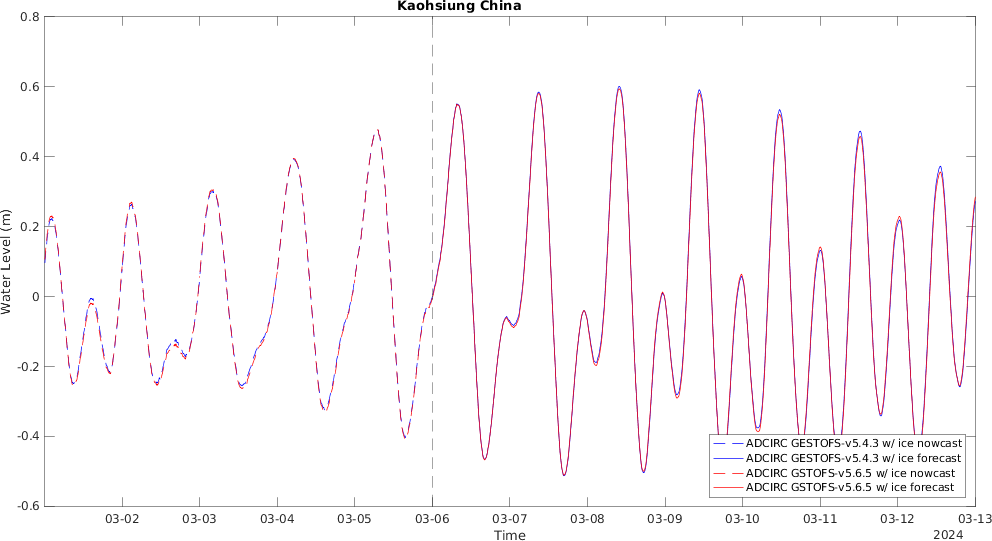 Kaohsiung China
0.8
0.6
0.4
0.2
0
-0.2
-0.4
-0.6
Water Level (m)
03-02 03-03 03-04 03-05 03-06 03-07 03-08 03-09 03-10 03-11 03-12 03-13
Time
2024
ADCIRC GESTOFS-v5.4.3 w/ ice nowcast
ADCIRC GESTOFS-v5.4.3 w/ ice forecast
ADCIRC GSTOFS-v5.6.5 w/ ice nowcast
ADCIRC GSTOFS-v5.6.5 w/ ice forecast